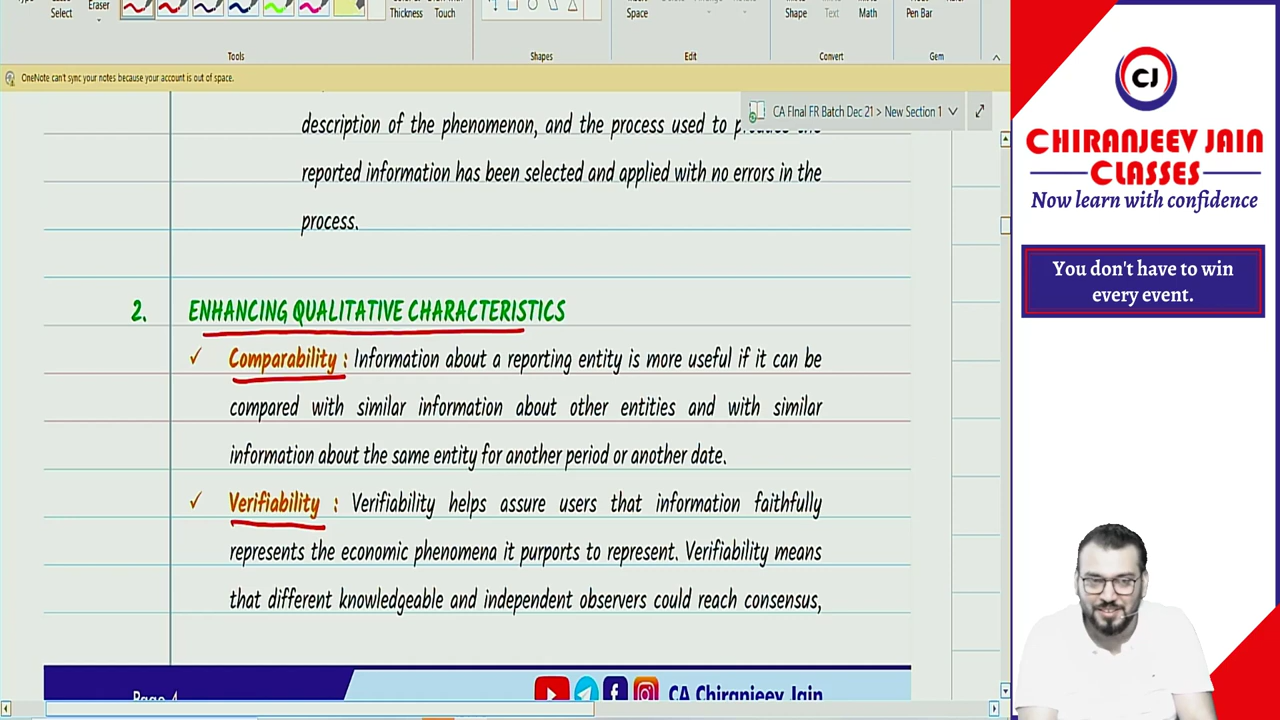 Eraser
Select
Thickness
Touch
Space
Shape
Text
Math
Pen Bar
Tools
Shapes
Edit
Convert
Gem
OneNote can't sync your notes because your account is out of space.
CA FInal FR Batch Dec 21 > New Section 1
description of the phenomenon, and the process used to produce the
reported information has been selected and applied with no errors in the
process.
2. ENHANCING QUALITATIVE CHARACTERISTICS
✓ Comparability : Information about a reporting entity is more useful if it can be
compared with similar information about other entities and with similar
information about the same entity for another period or another date.
✓ Verifiability : Verifiability helps assure users that information faithfully
represents the economic phenomena it purports to represent. Verifiability means
that different knowledgeable and independent observers could reach consensus,
Page 4
CA Chiranjeev Jain
CJ
CHIRANJEEV JAIN
CLASSES
Now learn with confidence
You don't have to win
every event.